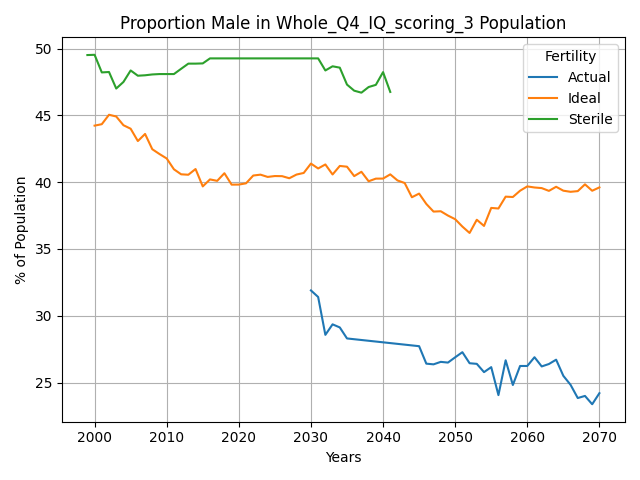 Proportion Male in Whole_Q4_IQ_scoring_3 Population
% of Population
50
45
40
35
30
25
Fertility
Actual
Ideal
Sterile
2000
2010
2020
2030
2040
2050
2060
2070
Years